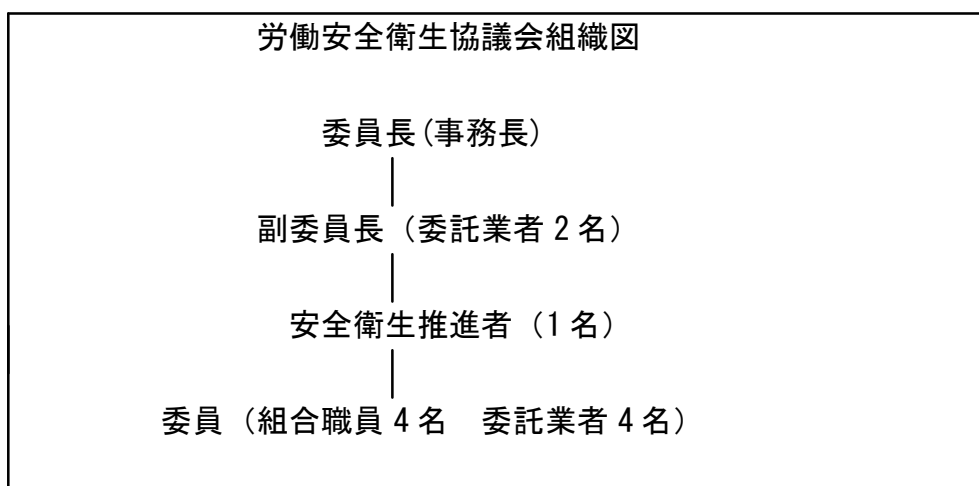 労働安全衛生協議会組織図
委員長(事務長)
副委員長（委託業者２名）
安全衛生推進者（1名）
委員（組合職員４名　委託業者４名）